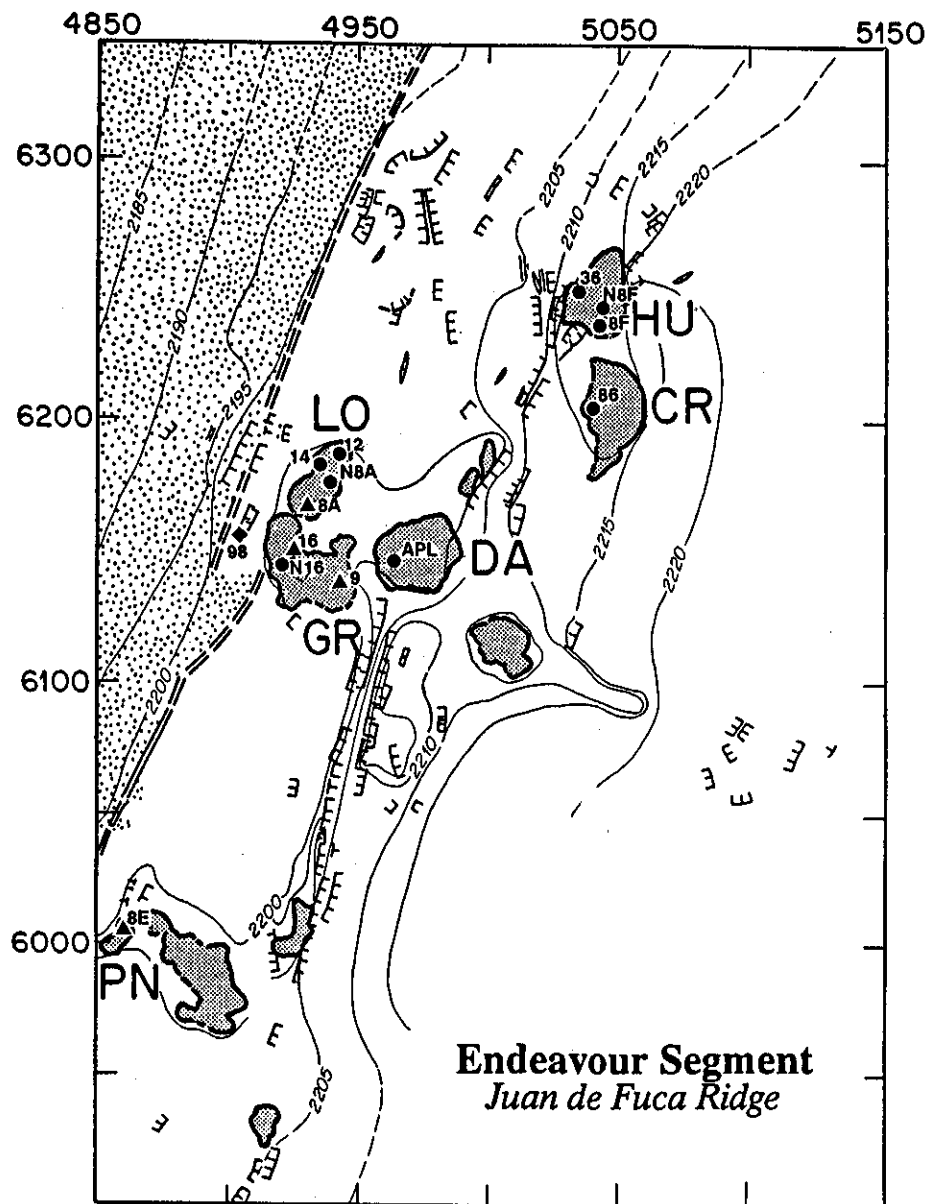 4850 4950 5050 5150
6300
2185
2205
2210
2215
2220
2190
36
N8F
8F
HU
2195
CR
86
6200
LO
12
14
N8A
8A
2215
2220
98
16
N16
APL
DA
9
GR
2200
6100
2210
2200
6000
8E
PN
Endeavour Segment
Juan de Fuca Ridge
2205